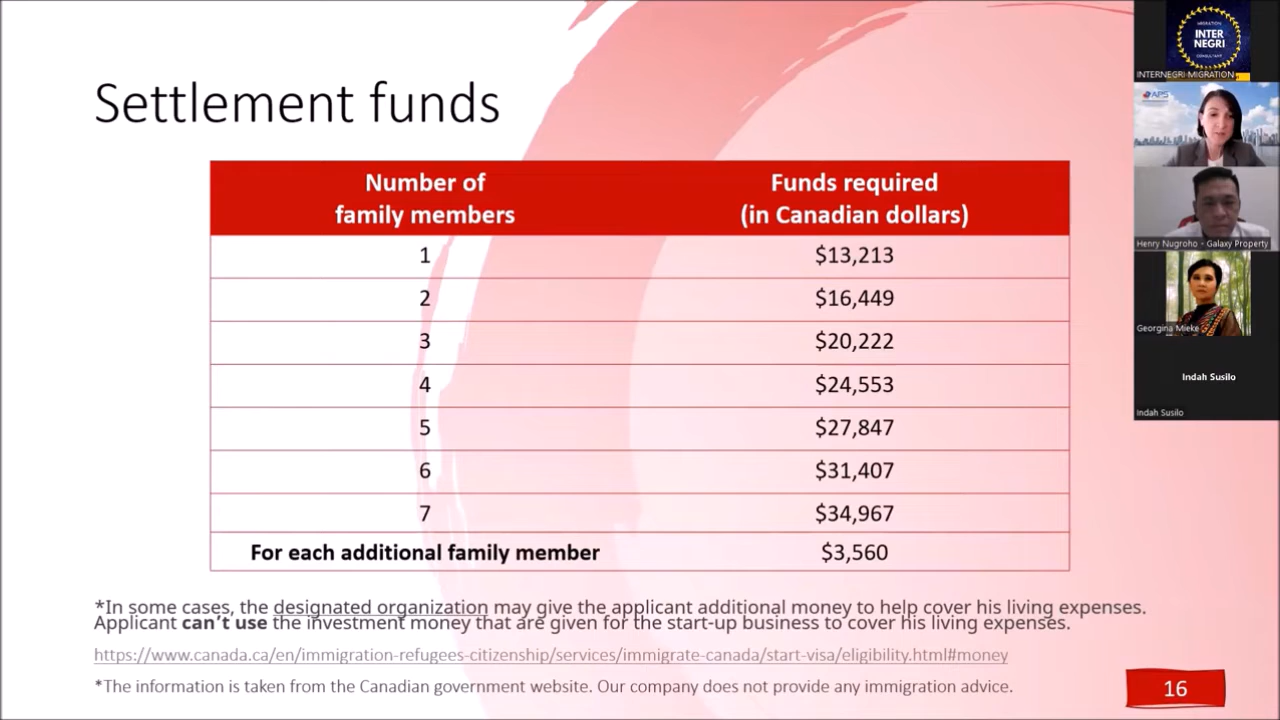 Settlement funds
Number of family members
Funds required (in Canadian dollars)
1 $13,213
2 $16,449
3 $20,222
4 $24,553
5 $27,847
6 $31,407
7 $34,967
For each additional family member $3,560
*In some cases, the designated organization may give the applicant additional money to help cover his living expenses.
Applicant can't use the investment money that are given for the start-up business to cover his living expenses.
https://www.canada.ca/en/immigration-refugees-citizenship/services/immigrate-canada/start-visa/eligibility.html#money
*The information is taken from the Canadian government website. Our company does not provide any immigration advice.
16
MIGRATION
INTER
NEGRI
CONSULTANT
INTERNEGRI MIGRATION
APS
Henry Nugroho - Galaxy Property
Georgina Mieke
Indah Susilo
Indah Susilo